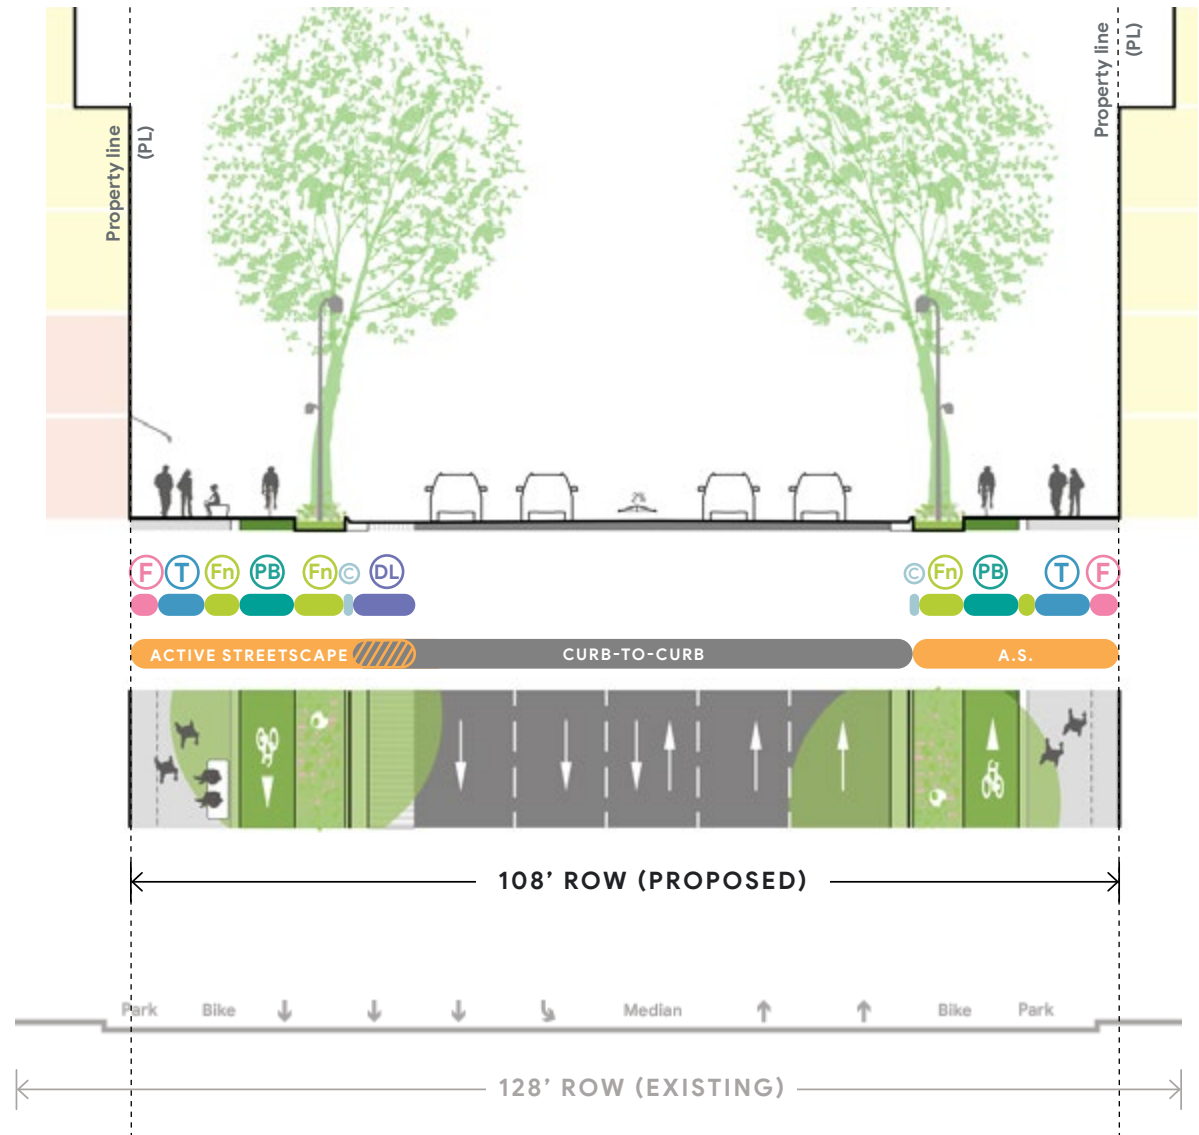 Property line
(PL)
Property line
(PL)
2%
F T Fn PB Fn C DL
C Fn PB T F
ACTIVE STREETSCAPE
CURB-TO-CURB
A.S.
108’ ROW (PROPOSED)
Park Bike Median Bike Park
128’ ROW (EXISTING)